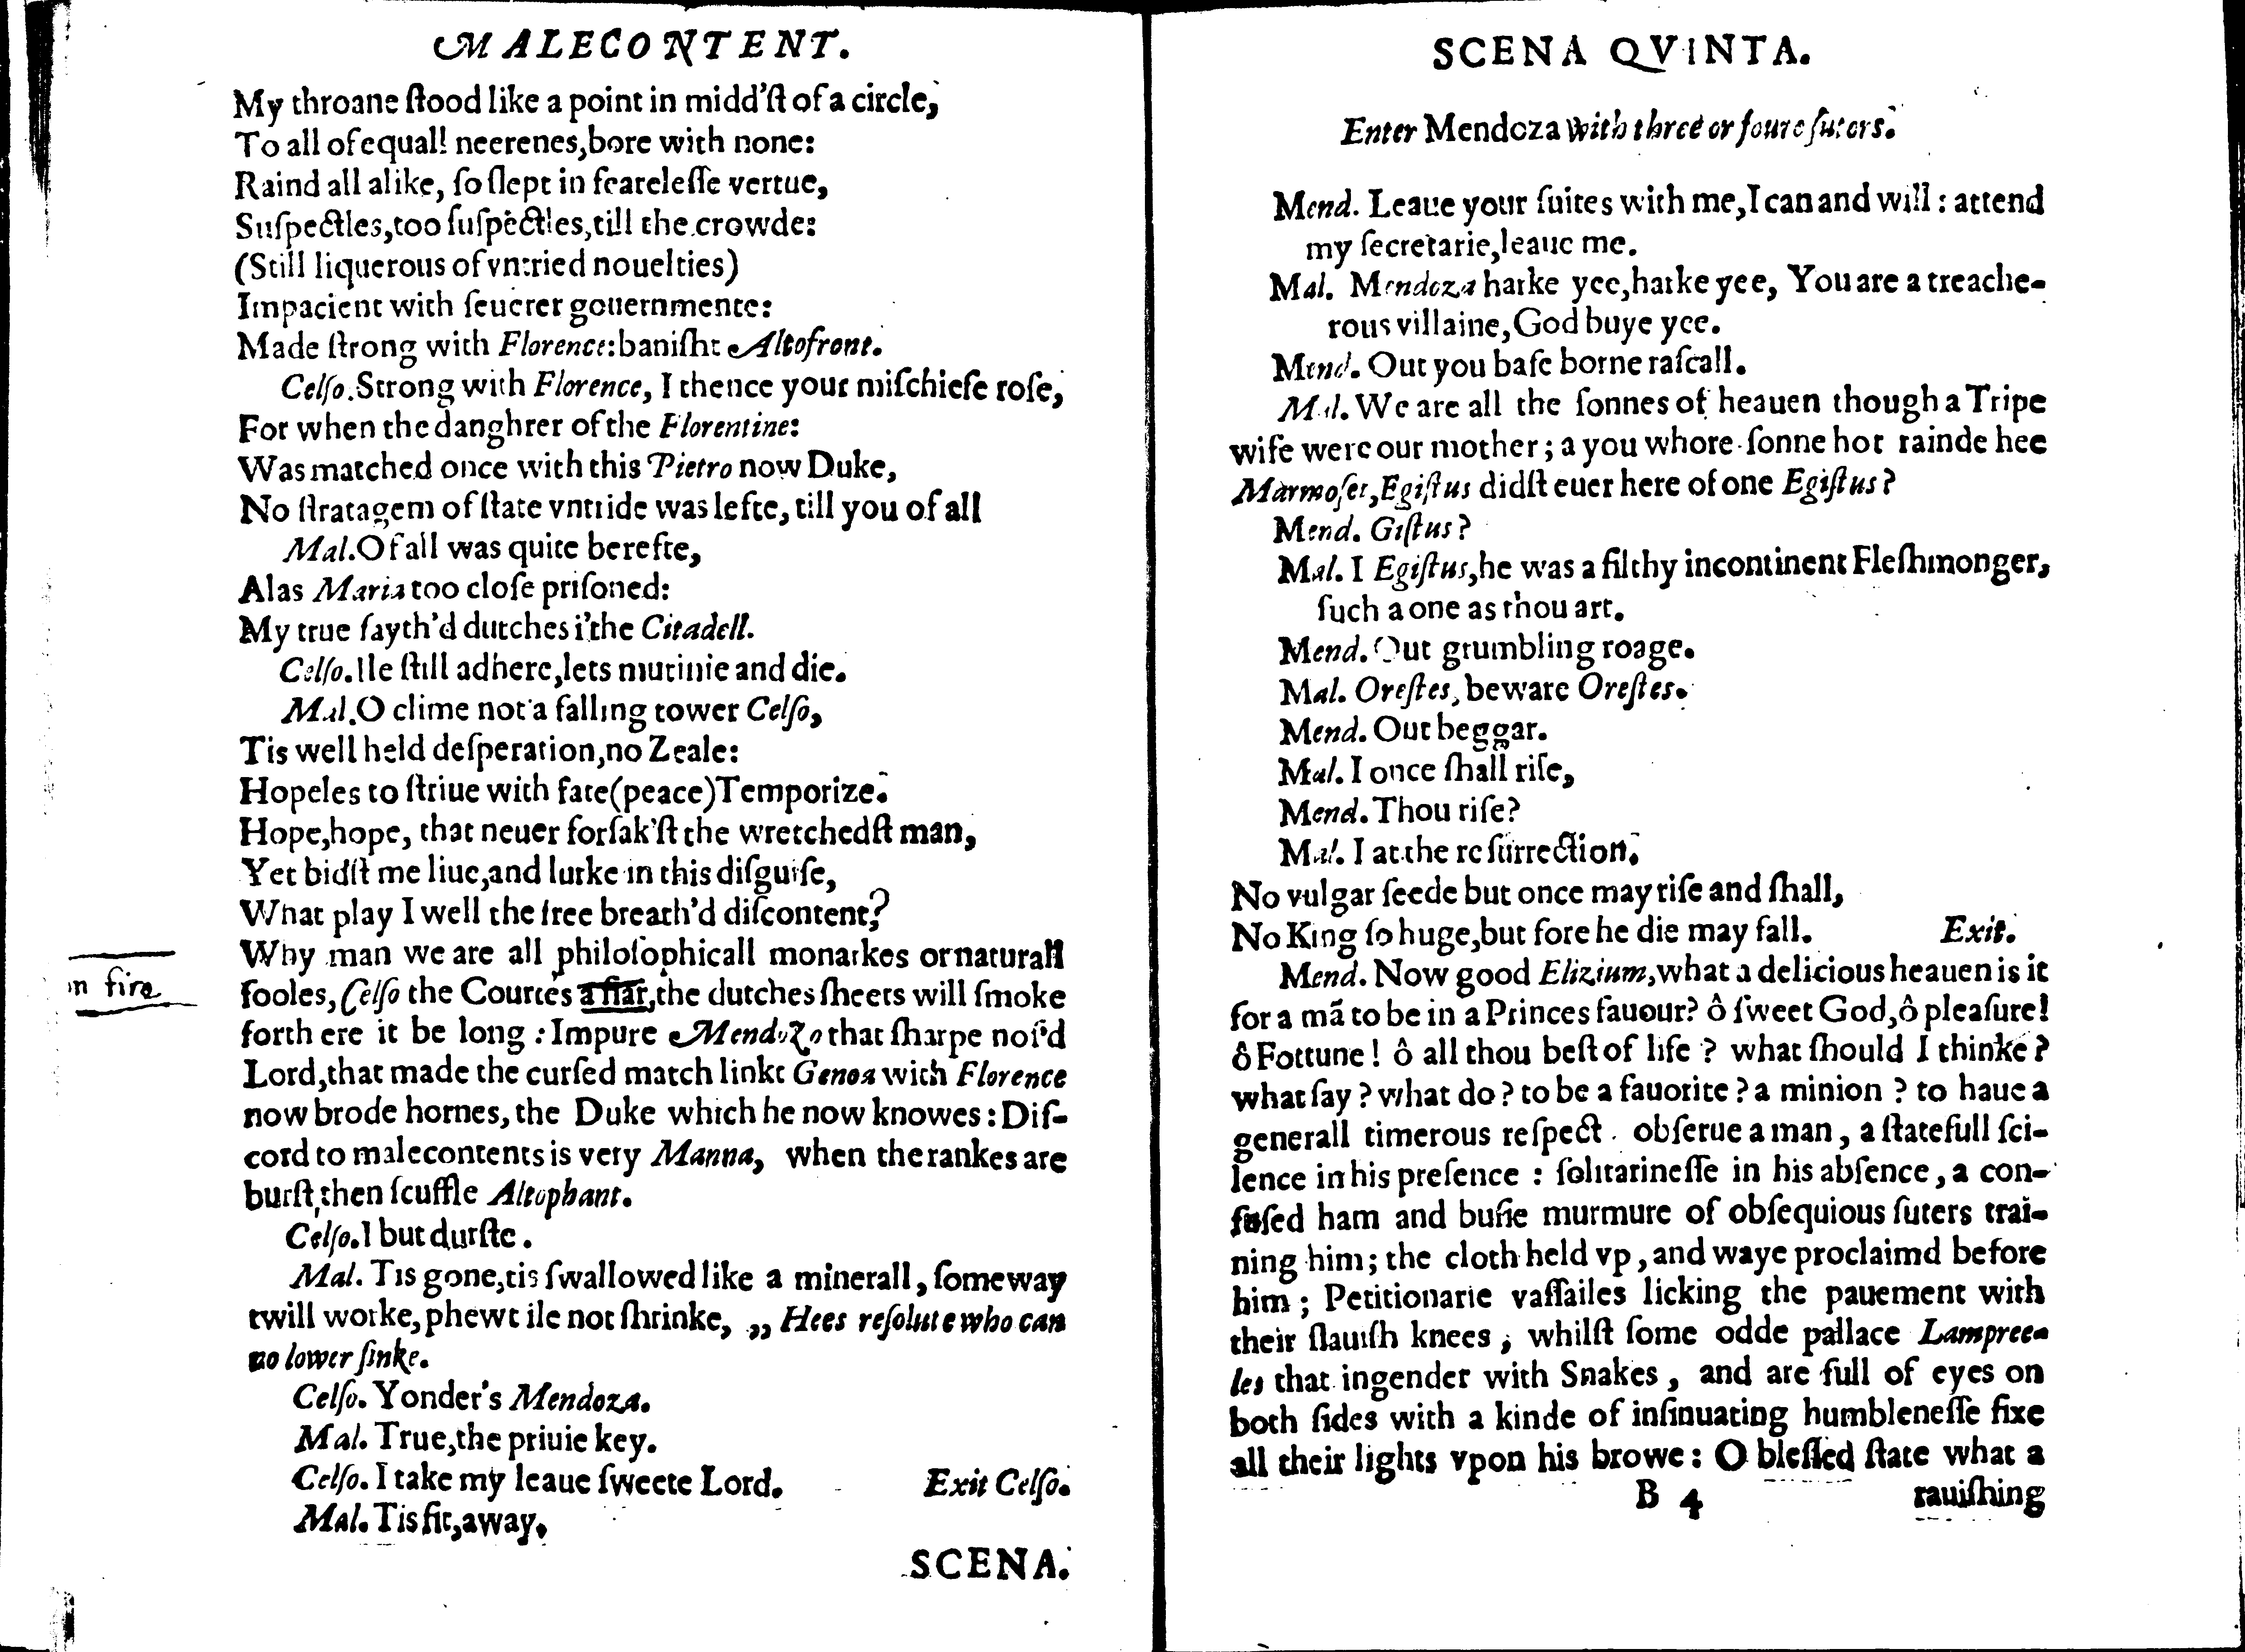 MALECONTENT.
My throane ſtood like a point in midd'ſt of a circle,
To all of equall neerenes, bore with none:
Raind all alike, ſo ſlept in feareleſſe vertue,
Suſpectles, too ſuſpectles, till the crowde:
(Still liquerous of vntried nouelties)
Impacient with ſeuerer gouernmente:
Made ſtrong with Florence: baniſht Altofront.
Celſo. Strong with Florence, I thence your miſchiefe roſe,
For when the danghrer of the Florentine:
Was matched once with this Pietro now Duke,
No ſtratagem of ſtate vntride was lefte, till you of all
Mal. Of all was quite berefte,
Alas Maria too cloſe priſoned:
My true fayth'd dutches i'the Citadell.
Celſo. Ile ſtill adhere, lets mutinie and die.
Mal. O clime not a falling tower Celſo,
Tis well held deſperation, no Zeale:
Hopeles to ſtriue with fate (peace) Temporize.
Hope, hope, that neuer forſak'ſt the wretchedſt man,
Yet bidſt me liue, and lurke in this diſguiſe,
What play I well the free breath'd diſcontent?
Why man we are all philoſophicall monarkes or naturall
n fire fooles, Celſo the Courtes a fiar, the dutches ſheets will ſmoke
forth ere it be long: Impure Mendozo that ſharpe noſ'd
Lord, that made the curſed match linkt Genoa with Florence
now brode hornes, the Duke which he now knowes: Diſ-
cord to malecontents is very Manna, when the rankes are
burſt, then ſcuffle Altophant.
Celſo. I but durſte.
Mal. Tis gone, tis ſwallowed like a minerall, ſome way
twill worke, phewt ile not ſhrinke, ,, Hees reſolute who can
no lower ſinke.
Celſo. Yonder's Mendoza.
Mal. True, the priuie key.
Celſo. I take my leaue ſweete Lord. Exit Celſo.
Mal. Tis fit, away.
SCENA.
SCENA QVINTA.
Enter Mendoza with three or foure ſuters.
Mend. Leaue your ſuites with me, I can and will: attend
my ſecretarie, leaue me.
Mal. Mendoza harke yee, harke yee, You are a treache-
rous villaine, God buye yee.
Mend. Out you baſe borne raſcall.
Mal. We are all the ſonnes of heauen though a Tripe
wife were our mother; a you whore-ſonne hot rainde hee
Marmoſet, Egiſtus didſt euer here of one Egiſtus?
Mend. Giſtus?
Mal. I Egiſtus, he was a filthy incontinent Fleſhmonger,
ſuch a one as thou art.
Mend. Out grumbling roage.
Mal. Oreſtes, beware Oreſtes.
Mend. Out beggar.
Mal. I once ſhall riſe,
Mend. Thou riſe?
Mal. I at the reſurrection.
No vulgar ſeede but once may riſe and ſhall,
No King ſo huge, but fore he die may fall. Exit.
Mend. Now good Elizium, what a delicious heauen is it
for a mã to be in a Princes fauour? ô ſweet God, ô pleaſure!
ô Fortune! ô all thou beſt of life? what ſhould I thinke?
what ſay? what do? to be a fauorite? a minion? to haue a
generall timerous reſpect obſerue a man, a ſtatefull ſci-
lence in his preſence: ſolitarineſſe in his abſence, a con-
fuſed ham and buſie murmure of obſequious ſuters trai-
ning him; the cloth held vp, and waye proclaimd before
him; Petitionarie vaſſailes licking the pauement with
their ſlauiſh knees, whilſt ſome odde pallace Lampree-
les that ingender with Snakes, and are full of eyes on
both ſides with a kinde of inſinuating humbleneſſe fixe
all their lights vpon his browe: O bleſſed ſtate what a
B 4 rauiſhing